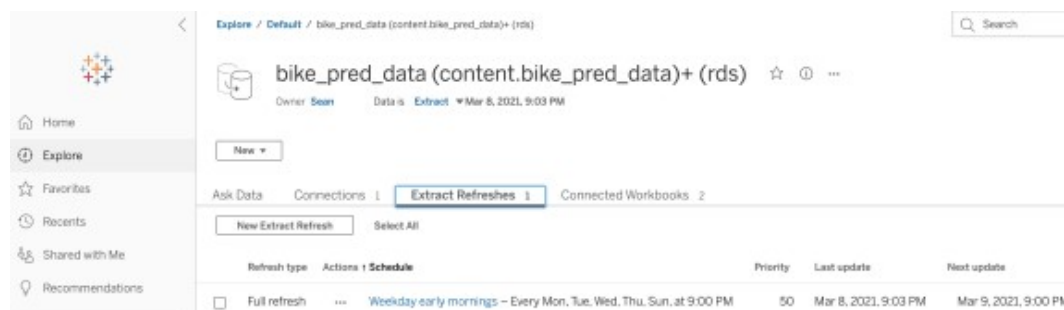 Explore / Default / bike_pred_data (content.bike_pred_data)+ (rds)
Search
bike_pred_data (content.bike_pred_data)+ (rds)
Owner Sean Data is Extract Mar 8, 2021, 9:03 PM
Home
New
Explore
Favorites
Ask Data Connections 1 Extract Refreshes 1 Connected Workbooks 2
Recents
New Extract Refresh Select All
Shared with Me
Refresh type Actions ↑ Schedule Priority Last update Next update
Recommendations
Full refresh ... Weekday early mornings – Every Mon, Tue, Wed, Thu, Sun, at 9:00 PM 50 Mar 8, 2021, 9:03 PM Mar 9, 2021, 9:00 PM